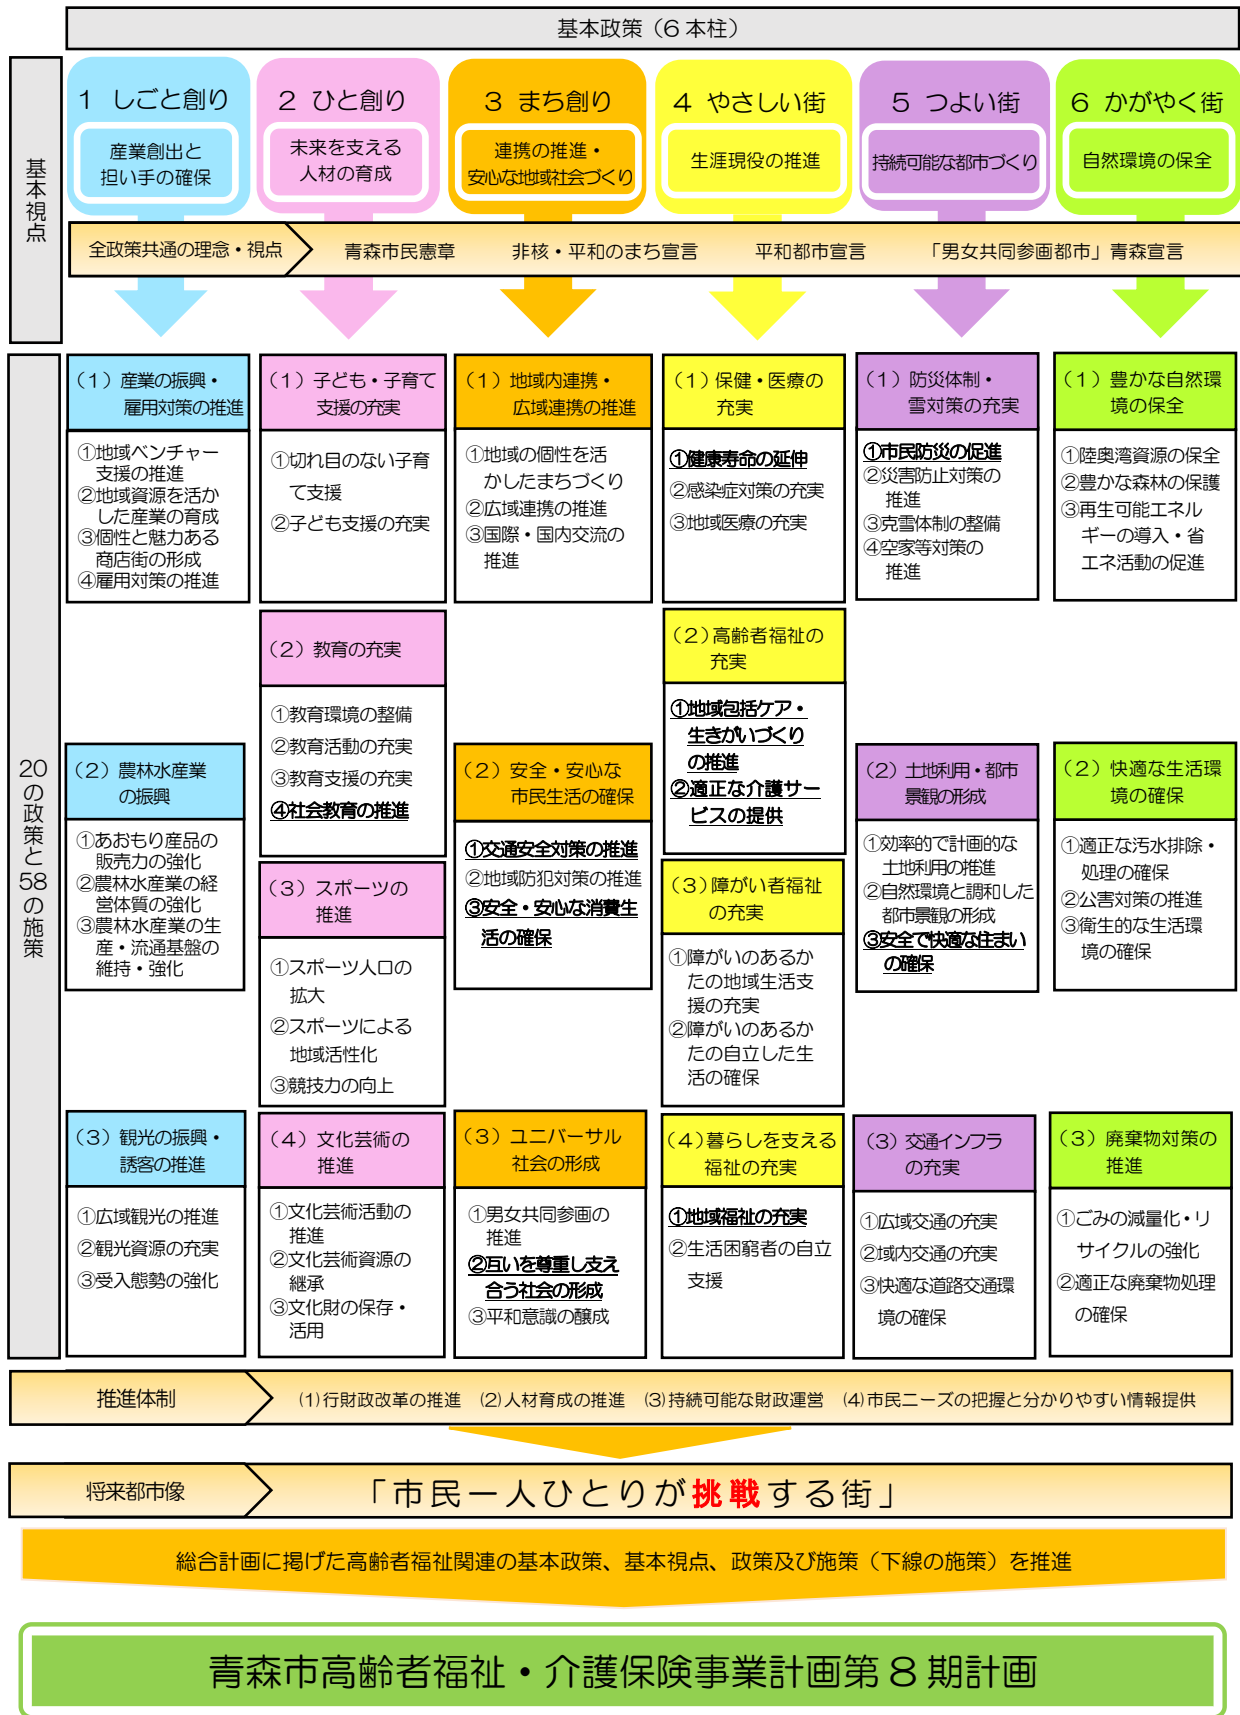 基本政策（6本柱）
基本視点
1 しごと創り
産業創出と
担い手の確保
2 ひと創り
未来を支える
人材の育成
3 まち創り
連携の推進・
安心な地域社会づくり
4 やさしい街
生涯現役の推進
5 つよい街
持続可能な都市づくり
6 かがやく街
自然環境の保全
全政策共通の理念・視点
青森市民憲章 非核・平和のまち宣言 平和都市宣言 「男女共同参画都市」青森宣言
20の政策と58の施策
（1）産業の振興・
雇用対策の推進
①地域ベンチャー
支援の推進
②地域資源を活か
した産業の育成
③個性と魅力ある
商店街の形成
④雇用対策の推進
（2）農林水産業
の振興
①あおもり産品の
販売力の強化
②農林水産業の経
営体質の強化
③農林水産業の生
産・流通基盤の
維持・強化
（3）観光の振興・
誘客の推進
①広域観光の推進
②観光資源の充実
③受入態勢の強化
（1）子ども・子育て
支援の充実
①切れ目のない子育
て支援
②子ども支援の充実
（2）教育の充実
①教育環境の整備
②教育活動の充実
③教育支援の充実
④社会教育の推進
（3）スポーツの
推進
①スポーツ人口の
拡大
②スポーツによる
地域活性化
③競技力の向上
（4）文化芸術の
推進
①文化芸術活動の
推進
②文化芸術資源の
継承
③文化財の保存・
活用
（1）地域内連携・
広域連携の推進
①地域の個性を活
かしたまちづくり
②広域連携の推進
③国際・国内交流の
推進
（2）安全・安心な
市民生活の確保
①交通安全対策の推進
②地域防犯対策の推進
③安全・安心な消費生
活の確保
（3）ユニバーサル
社会の形成
①男女共同参画の
推進
②互いを尊重し支え
合う社会の形成
③平和意識の醸成
（1）保健・医療の
充実
①健康寿命の延伸
②感染症対策の充実
③地域医療の充実
（2）高齢者福祉の
充実
①地域包括ケア・
生きがいづくり
の推進
②適正な介護サー
ビスの提供
（3）障がい者福祉
の充実
①障がいのあるか
たの地域生活支
援の充実
②障がいのあるか
たの自立した生
活の確保
（4）暮らしを支える
福祉の充実
①地域福祉の充実
②生活困窮者の自立
支援
（1）防災体制・
雪対策の充実
①市民防災の促進
②災害防止対策の
推進
③克雪体制の整備
④空家等対策の
推進
（2）土地利用・都市
景観の形成
①効率的で計画的な
土地利用の推進
②自然環境と調和した
都市景観の形成
③安全で快適な住まい
の確保
（3）交通インフラ
の充実
①広域交通の充実
②域内交通の充実
③快適な道路交通環
境の確保
（1）豊かな自然環
境の保全
①陸奥湾資源の保全
②豊かな森林の保護
③再生可能エネル
ギーの導入・省
エネ活動の促進
（2）快適な生活環
境の確保
①適正な汚水排除・
処理の確保
②公害対策の推進
③衛生的な生活環
境の確保
（3）廃棄物対策の
推進
①ごみの減量化・リ
サイクルの強化
②適正な廃棄物処理
の確保
推進体制
(1)行財政改革の推進 (2)人材育成の推進 (3)持続可能な財政運営 (4)市民ニーズの把握と分かりやすい情報提供
将来都市像
「市民一人ひとりが挑戦する街」
総合計画に掲げた高齢者福祉関連の基本政策、基本視点、政策及び施策（下線の施策）を推進
青森市高齢者福祉・介護保険事業計画第8期計画